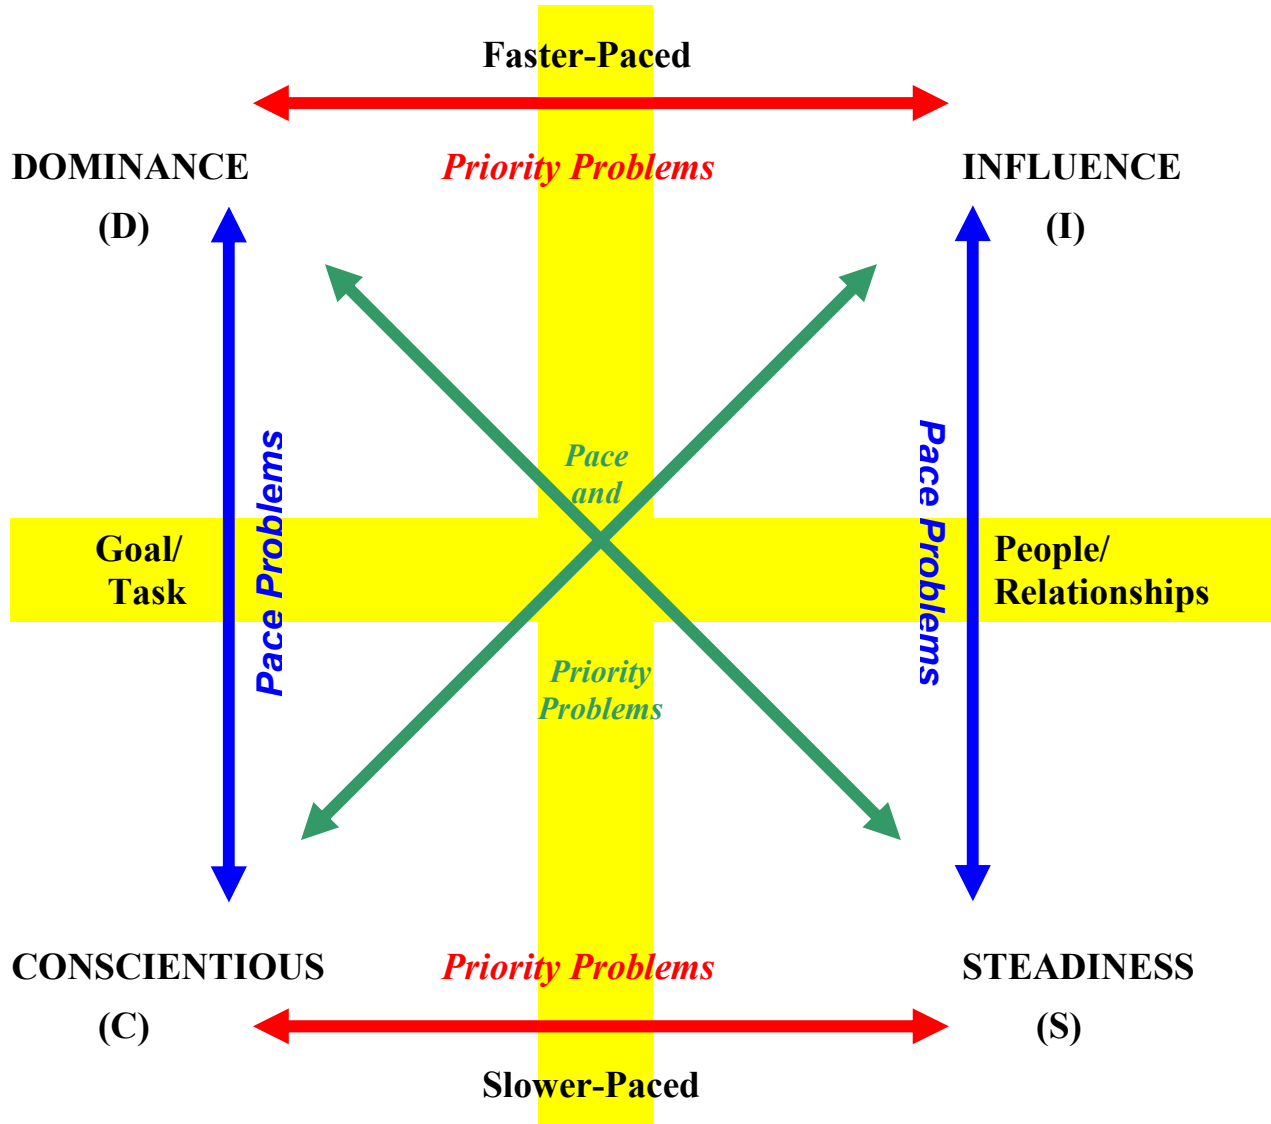 Faster-Paced
DOMINANCE
Priority Problems
INFLUENCE
(D)
(I)
Pace
and
Pace Problems
Pace Problems
Goal/
Task
People/
Relationships
Priority
Problems
CONSCIENTIOUS
Priority Problems
STEADINESS
(C)
(S)
Slower-Paced